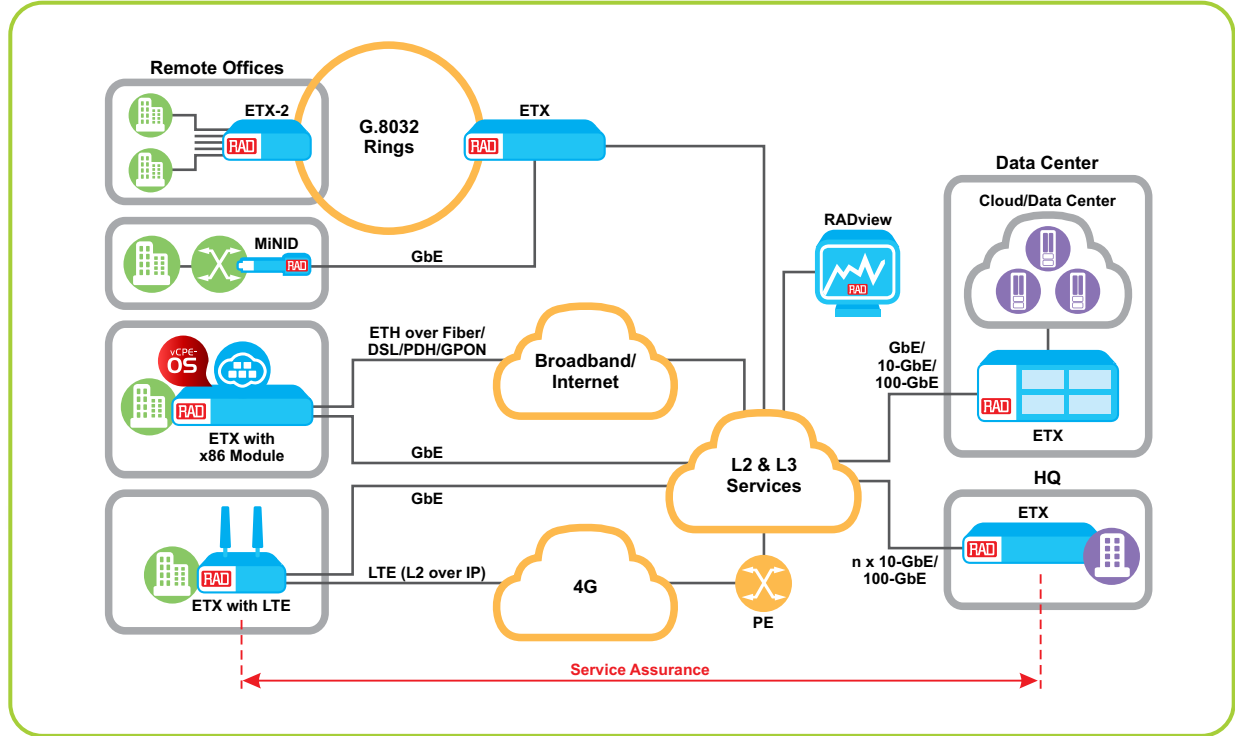 Remote Offices
ETX-2
RAD
G.8032
Rings
ETX
RAD
MiNID
RAD
GbE
RADview
RAD
Data Center
Cloud/Data Center
GbE/
10-GbE/
100-GbE
RAD
ETX
vCPE-
OS
RAD
ETX with
x86 Module
ETH over Fiber/
DSL/PDH/GPON
Broadband/
Internet
GbE
L2 & L3
Services
HQ
ETX
RAD
n x 10-GbE/
100-GbE
GbE
RAD
ETX with LTE
LTE (L2 over IP)
4G
PE
Service Assurance